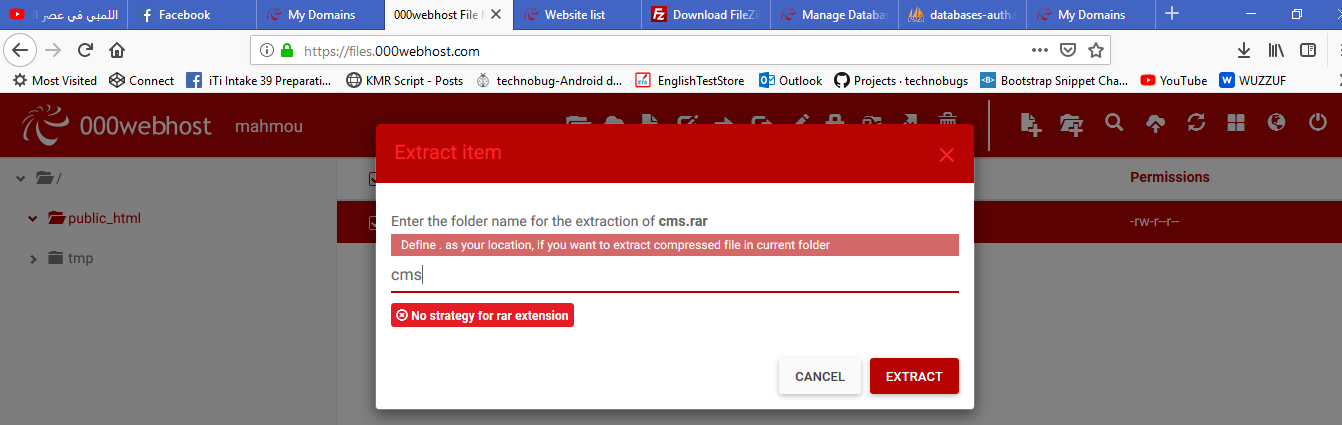 اللمبي في عصر ال
Facebook
My Domains
000webhost File M
Website list
Download FileZil
Manage Databas
databases-auth.
My Domains
https://files.000webhost.com
Most Visited
Connect
iTi Intake 39 Preparati...
KMR Script - Posts
technobug-Android d...
EnglishTestStore
Outlook
Projects · technobugs
Bootstrap Snippet Cha...
YouTube
WUZZUF
000webhost
mahmou
/
public_html
tmp
Extract item
Permissions
-rw-r--r--
Enter the folder name for the extraction of cms.rar
Define . as your location, if you want to extract compressed file in current folder
cms
No strategy for rar extension
CANCEL
EXTRACT